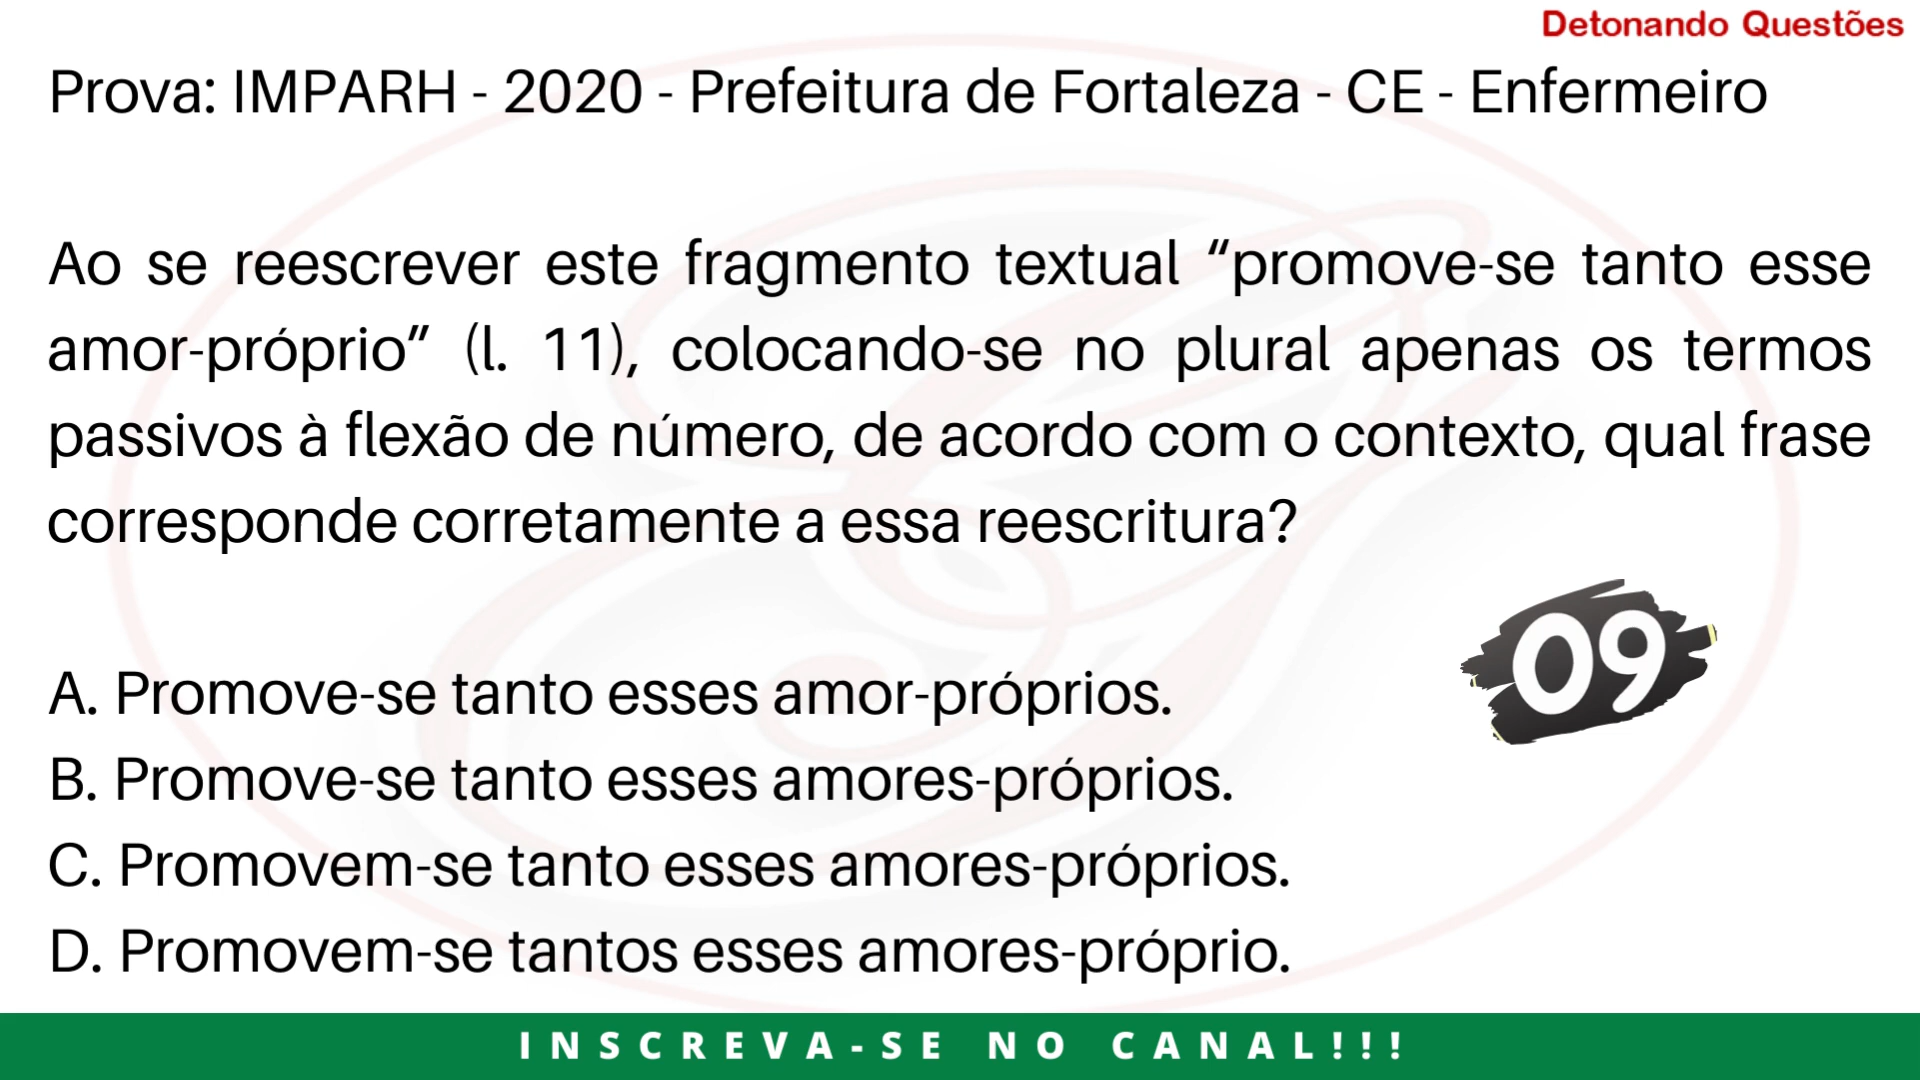 Detonando Questões
Prova: IMPARH - 2020 - Prefeitura de Fortaleza - CE - Enfermeiro
Ao se reescrever este fragmento textual “promove-se tanto esse
amor-próprio” (l. 11), colocando-se no plural apenas os termos
passivos à flexão de número, de acordo com o contexto, qual frase
corresponde corretamente a essa reescritura?
09
A. Promove-se tanto esses amor-próprios.
B. Promove-se tanto esses amores-próprios.
C. Promovem-se tanto esses amores-próprios.
D. Promovem-se tantos esses amores-próprio.
INSCREVA-SE NO CANAL!!!